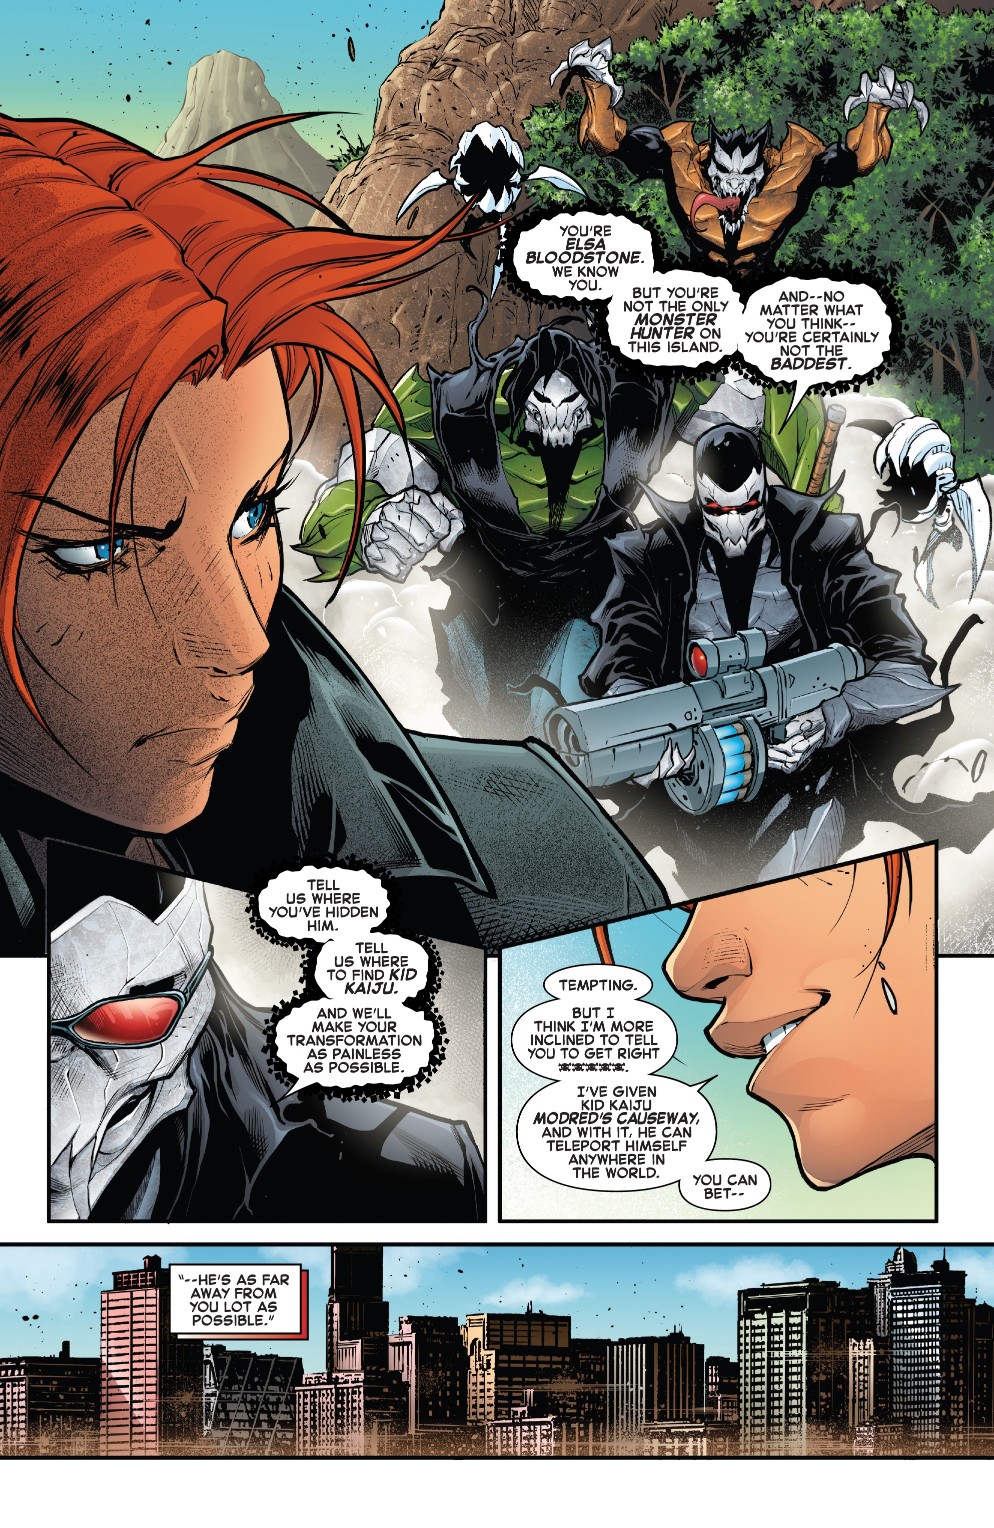 YOU'RE
ELSA
BLOODSTONE.
WE KNOW
YOU.
BUT YOU'RE
NOT THE ONLY
MONSTER
HUNTER ON
THIS ISLAND.
AND--NO
MATTER WHAT
YOU THINK--
YOU'RE CERTAINLY
NOT THE
BADDEST.
TELL
US WHERE
YOU'VE HIDDEN
HIM.
TELL
US WHERE
TO FIND KID
KAIJU.
AND WE'LL
MAKE YOUR
TRANSFORMATION
AS PAINLESS
AS POSSIBLE.
TEMPTING.
BUT I
THINK I'M MORE
INCLINED TO TELL
YOU TO GET RIGHT
*****.
I'VE GIVEN
KID KAIJU
MODRED'S CAUSEWAY,
AND WITH IT, HE CAN
TELEPORT HIMSELF
ANYWHERE IN
THE WORLD.
YOU CAN
BET--
"--HE'S AS FAR
AWAY FROM
YOU LOT AS
POSSIBLE."